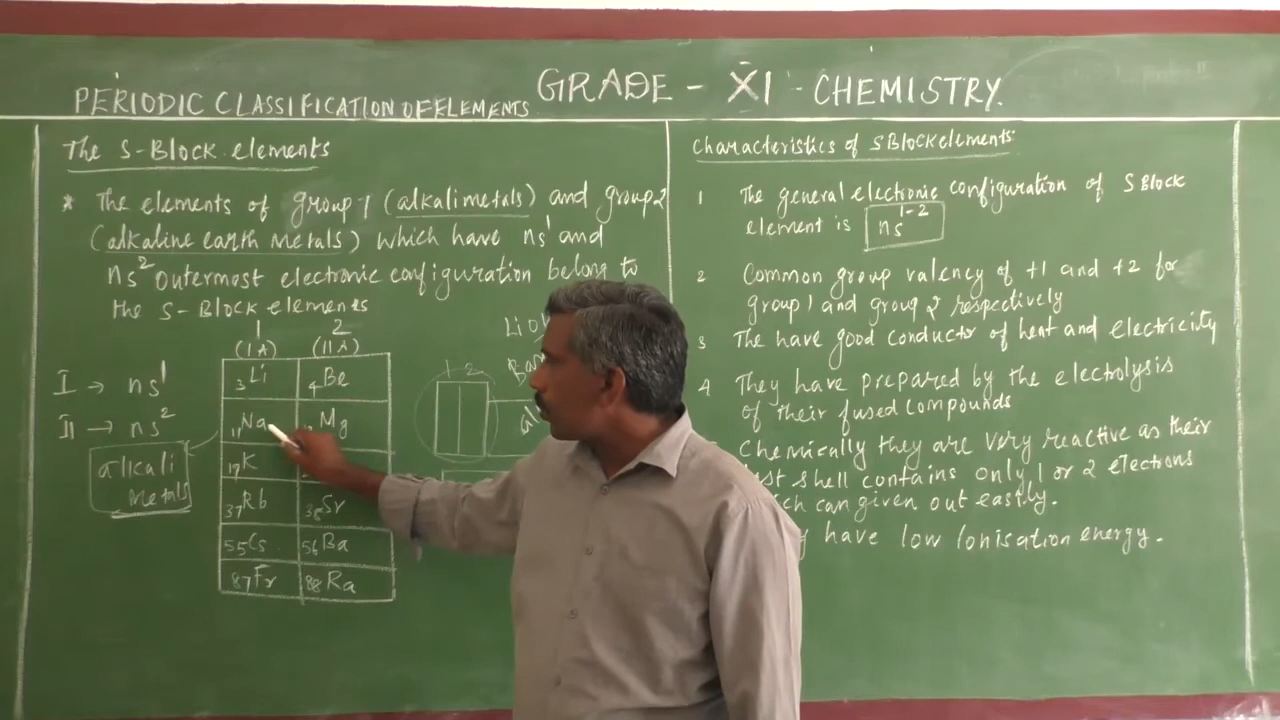 PERIODIC CLASSIFICATION OF ELEMENTS
GRADE - XI - CHEMISTRY.
The S-Block elements
* The elements of group 1 (alkalimetals) and group 2
(alkaline earth Metals) which have ns¹ and
ns² outermost electronic configuration belong to
the S-Block elements
1 2
(IA) (IIA)
₃Li ₄Be
₁₁Na Mg
₁₉K
₃₇Rb ₃₈Sr
₅₅Cs ₅₆Ba
₈₇Fr ₈₈Ra
I → ns¹
II → ns²
alkali
Metals
1 2
characteristics of S Block elements:
1 The general electronic configuration of S Block
element is ns¹⁻²
2 Common group valency of +1 and +2 for
group 1 and group 2 respectively
3 The have good conductor of heat and electricity
4 They have prepared by the electrolysis
of their fused compounds
Chemically they are very reactive as their
shell contains only 1 or 2 elections
can given out eastly.
have low Ionisation energy.